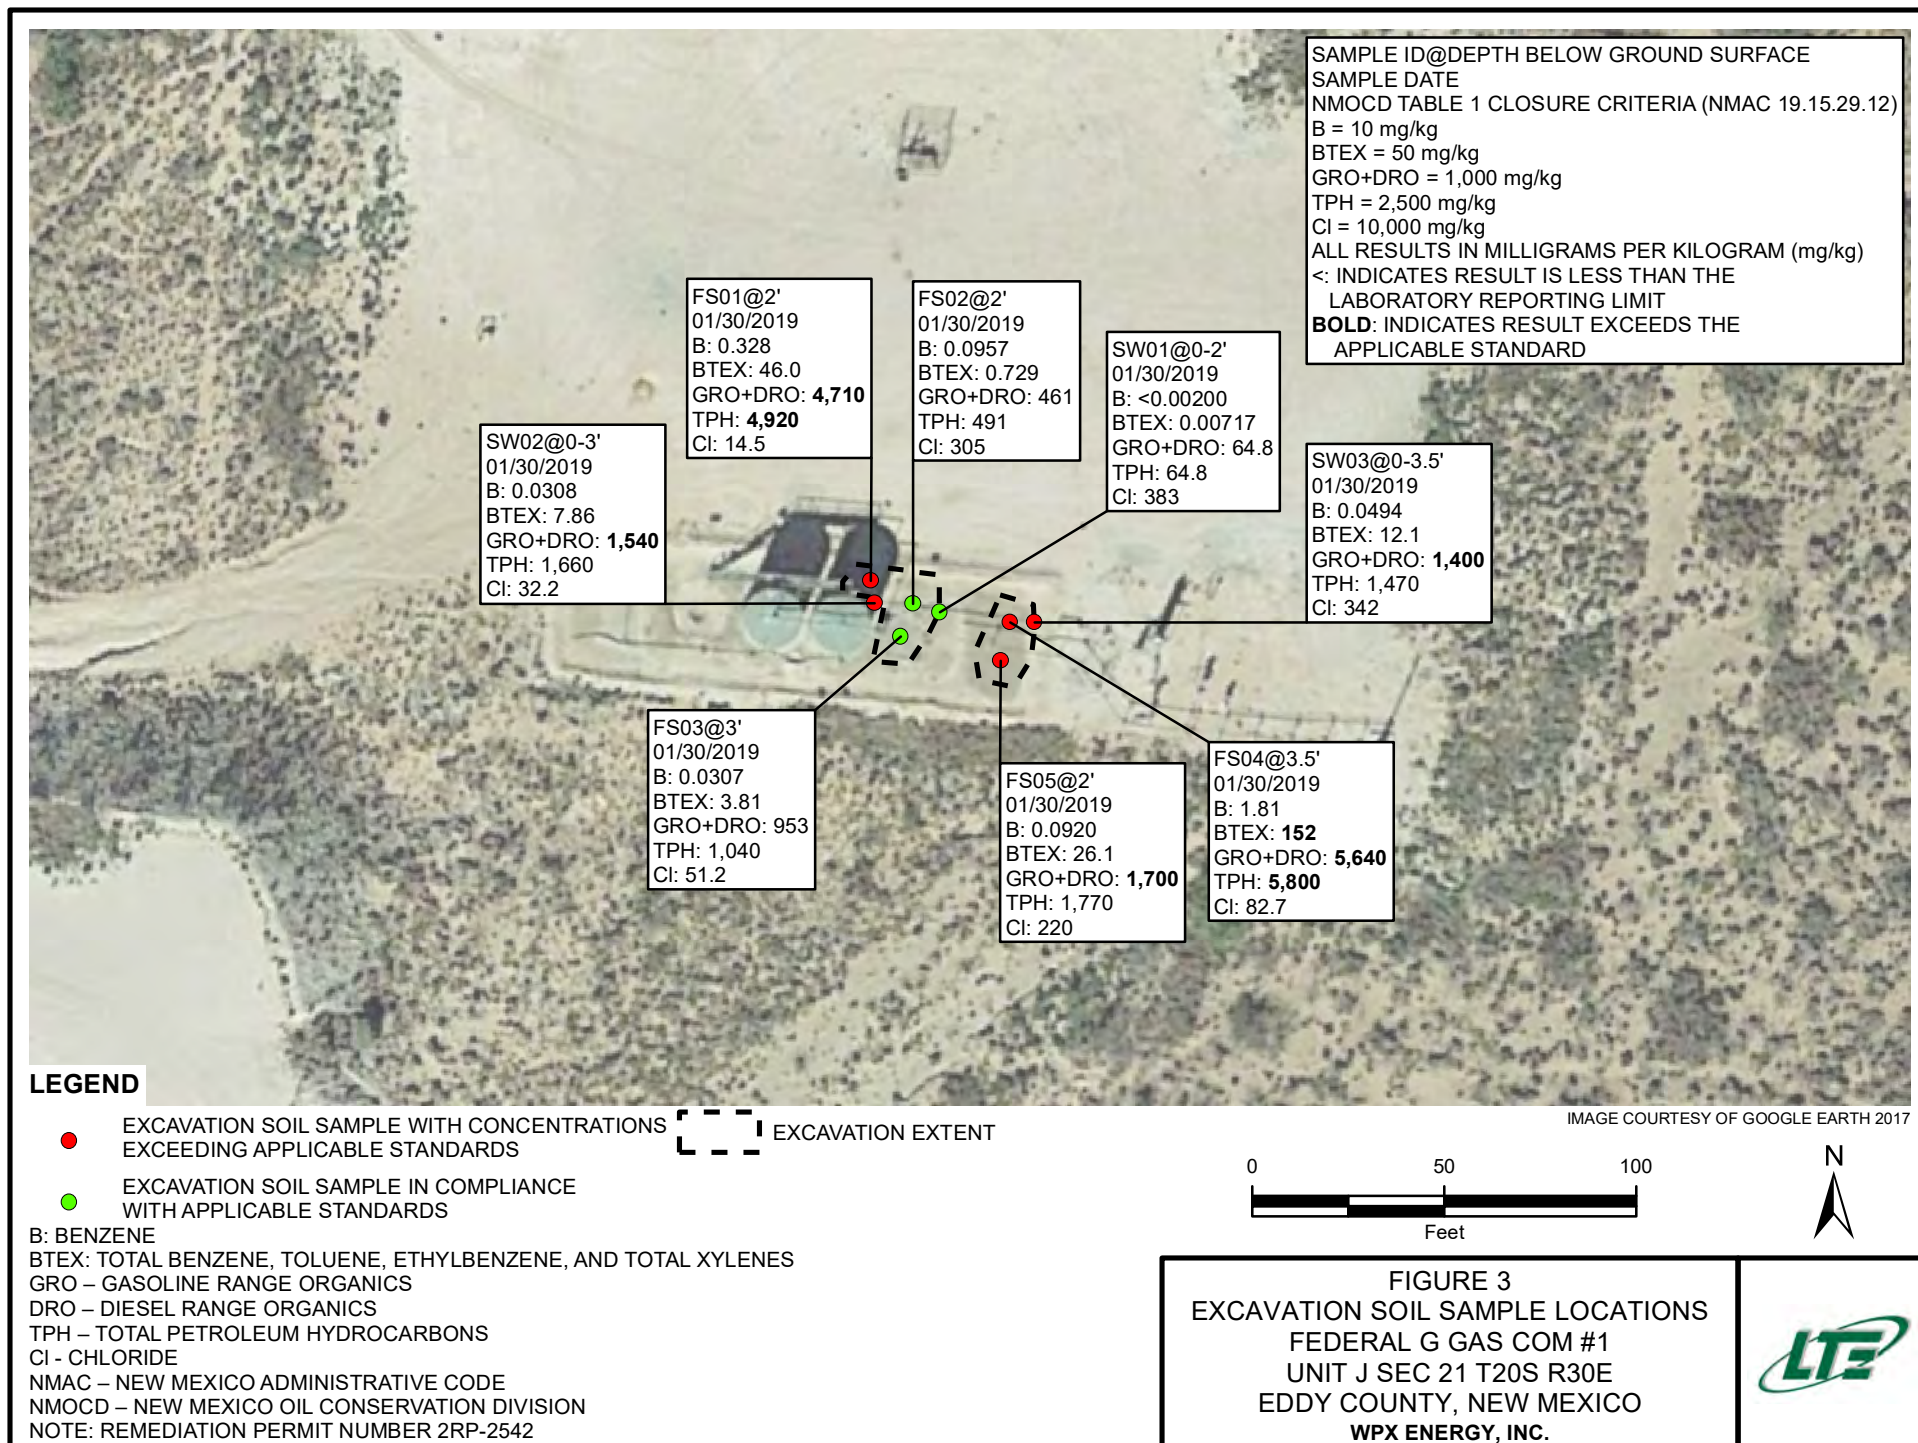 SAMPLE ID@DEPTH BELOW GROUND SURFACE
SAMPLE DATE
NMOCD TABLE 1 CLOSURE CRITERIA (NMAC 19.15.29.12)
B = 10 mg/kg
BTEX = 50 mg/kg
GRO+DRO = 1,000 mg/kg
TPH = 2,500 mg/kg
Cl = 10,000 mg/kg
ALL RESULTS IN MILLIGRAMS PER KILOGRAM (mg/kg)
<: INDICATES RESULT IS LESS THAN THE
LABORATORY REPORTING LIMIT
BOLD: INDICATES RESULT EXCEEDS THE
APPLICABLE STANDARD
FS01@2'
01/30/2019
B: 0.328
BTEX: 46.0
GRO+DRO: 4,710
TPH: 4,920
Cl: 14.5
FS02@2'
01/30/2019
B: 0.0957
BTEX: 0.729
GRO+DRO: 461
TPH: 491
Cl: 305
SW01@0-2'
01/30/2019
B: <0.00200
BTEX: 0.00717
GRO+DRO: 64.8
TPH: 64.8
Cl: 383
SW02@0-3'
01/30/2019
B: 0.0308
BTEX: 7.86
GRO+DRO: 1,540
TPH: 1,660
Cl: 32.2
SW03@0-3.5'
01/30/2019
B: 0.0494
BTEX: 12.1
GRO+DRO: 1,400
TPH: 1,470
Cl: 342
FS03@3'
01/30/2019
B: 0.0307
BTEX: 3.81
GRO+DRO: 953
TPH: 1,040
Cl: 51.2
FS05@2'
01/30/2019
B: 0.0920
BTEX: 26.1
GRO+DRO: 1,700
TPH: 1,770
Cl: 220
FS04@3.5'
01/30/2019
B: 1.81
BTEX: 152
GRO+DRO: 5,640
TPH: 5,800
Cl: 82.7
LEGEND
EXCAVATION SOIL SAMPLE WITH CONCENTRATIONS
EXCEEDING APPLICABLE STANDARDS
EXCAVATION EXTENT
EXCAVATION SOIL SAMPLE IN COMPLIANCE
WITH APPLICABLE STANDARDS
B: BENZENE
BTEX: TOTAL BENZENE, TOLUENE, ETHYLBENZENE, AND TOTAL XYLENES
GRO – GASOLINE RANGE ORGANICS
DRO – DIESEL RANGE ORGANICS
TPH – TOTAL PETROLEUM HYDROCARBONS
Cl - CHLORIDE
NMAC – NEW MEXICO ADMINISTRATIVE CODE
NMOCD – NEW MEXICO OIL CONSERVATION DIVISION
NOTE: REMEDIATION PERMIT NUMBER 2RP-2542
IMAGE COURTESY OF GOOGLE EARTH 2017
0 50 100
Feet
N
FIGURE 3
EXCAVATION SOIL SAMPLE LOCATIONS
FEDERAL G GAS COM #1
UNIT J SEC 21 T20S R30E
EDDY COUNTY, NEW MEXICO
WPX ENERGY, INC.
LTE